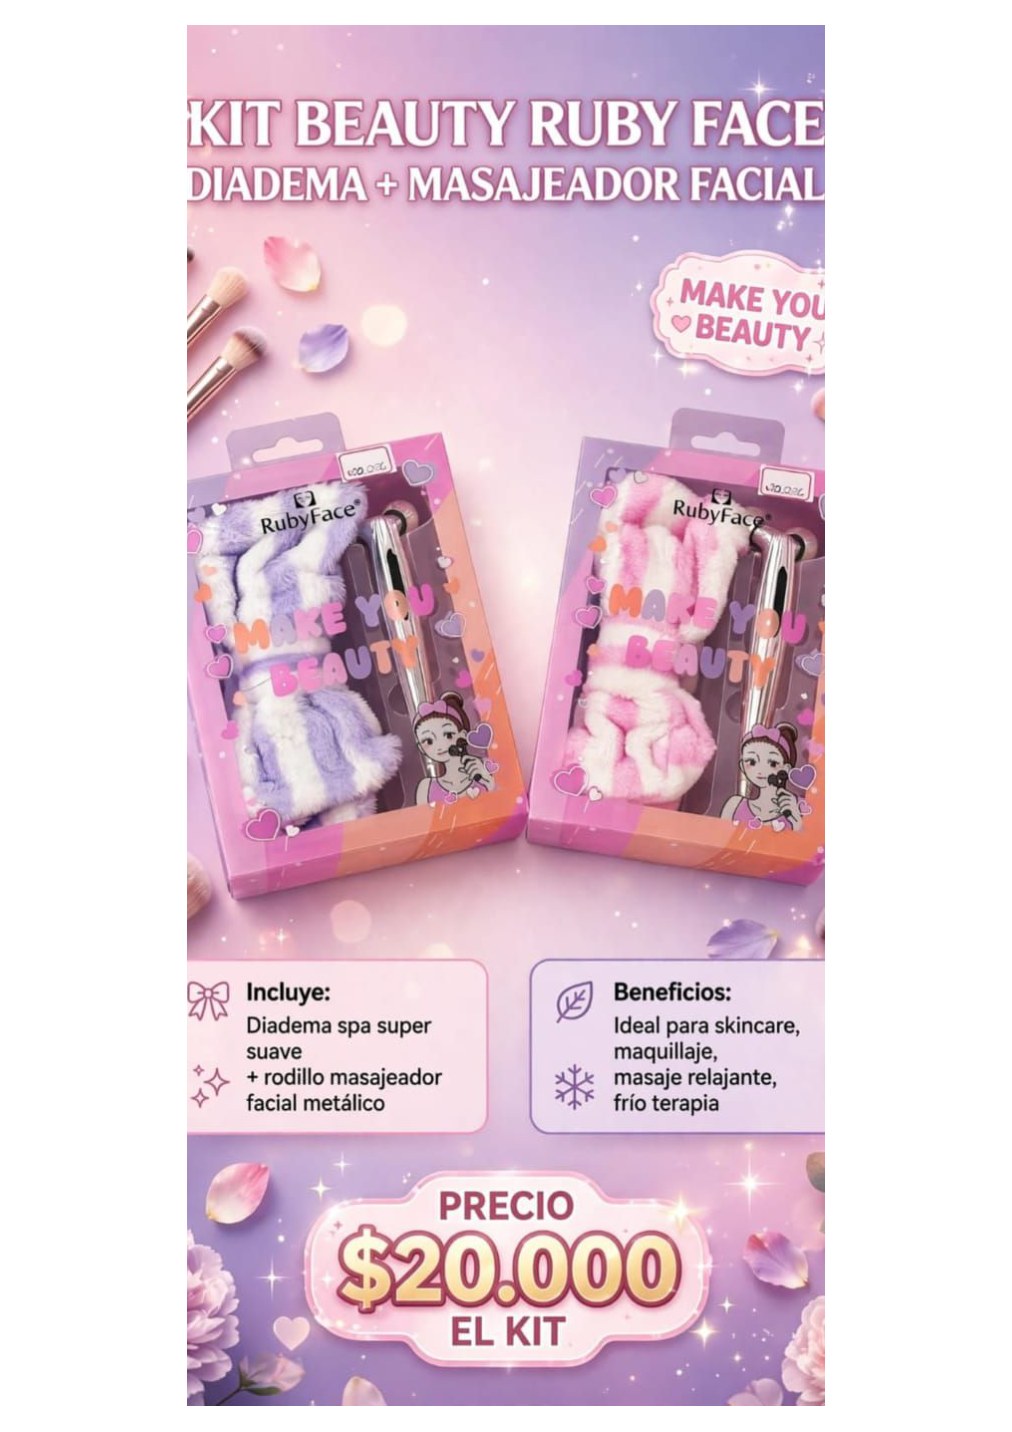 KIT BEAUTY RUBY FACE
DIADEMA + MASAJEADOR FACIAL
MAKE YOU
BEAUTY
RubyFace®
MAKE YOU
BEAUTY
RubyFace®
MAKE YOU
BEAUTY
Incluye:
Diadema spa super
suave
+ rodillo masajeador
facial metálico
Beneficios:
Ideal para skincare,
maquillaje,
masaje relajante,
frío terapia
PRECIO
$20.000
EL KIT